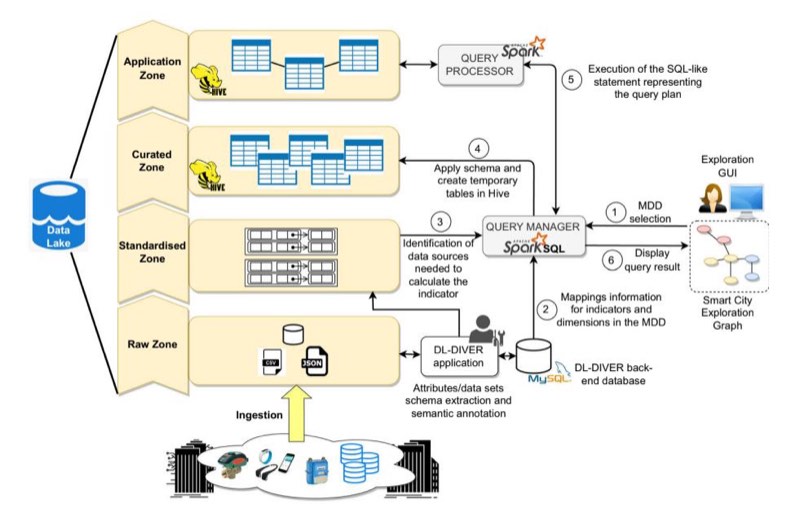 Application
Zone
HIVE
QUERY
PROCESSOR
APACHE
Spark
5
Execution of the SQL-like
statement representing
the query plan
Curated
Zone
HIVE
4
Apply schema and
create temporary
tables in Hive
Exploration
GUI
Data
Lake
Standardised
Zone
3
Identification of
data sources
needed to
calculate the
indicator
QUERY MANAGER
APACHE
Spark SQL
1
MDD
selection
6
Display
query result
Smart City
Exploration
Graph
2
Mappings information
for indicators and
dimensions in the MDD
Raw Zone
CSV
JSON
DL-DIVER
application
MySQL
DL-DIVER back-
end database
Attributes/data sets
schema extraction and
semantic annotation
Ingestion